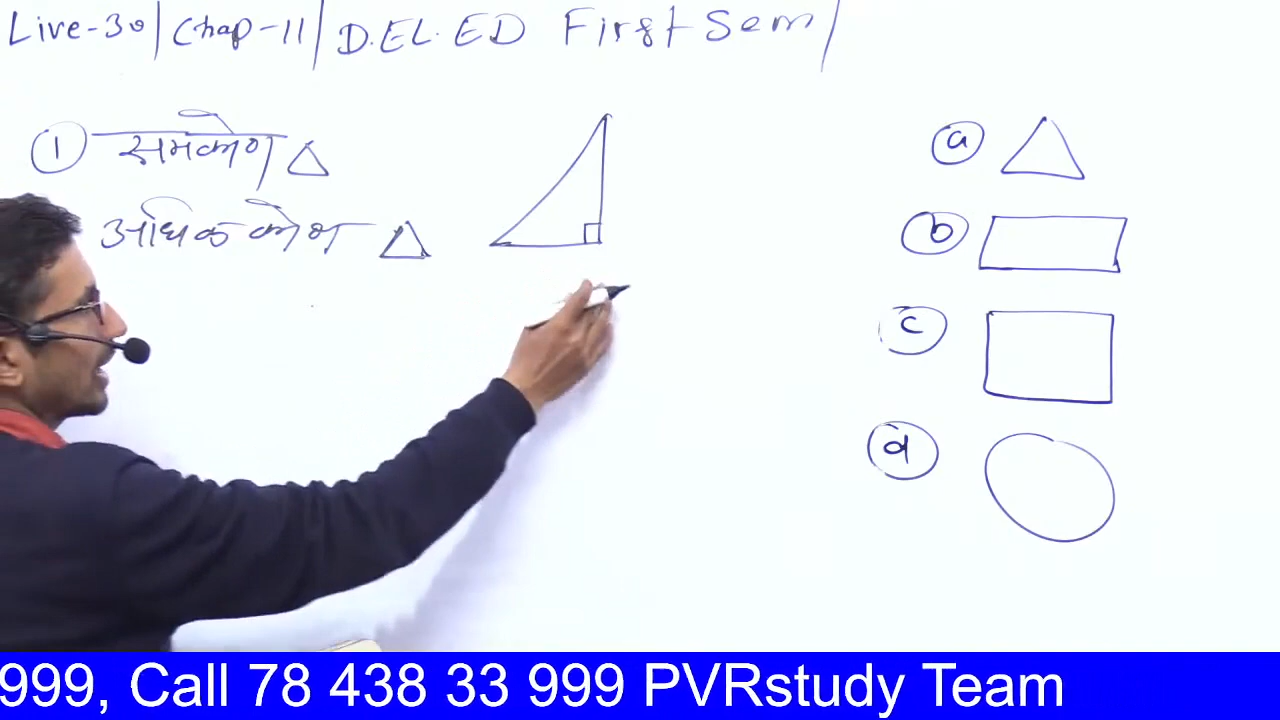 Live-30/Chap-11/D.EL.ED First Sem/
1 समकोण △
अधिक कोण △
a
b
c
d
999, Call 78 438 33 999 PVRstudy Team